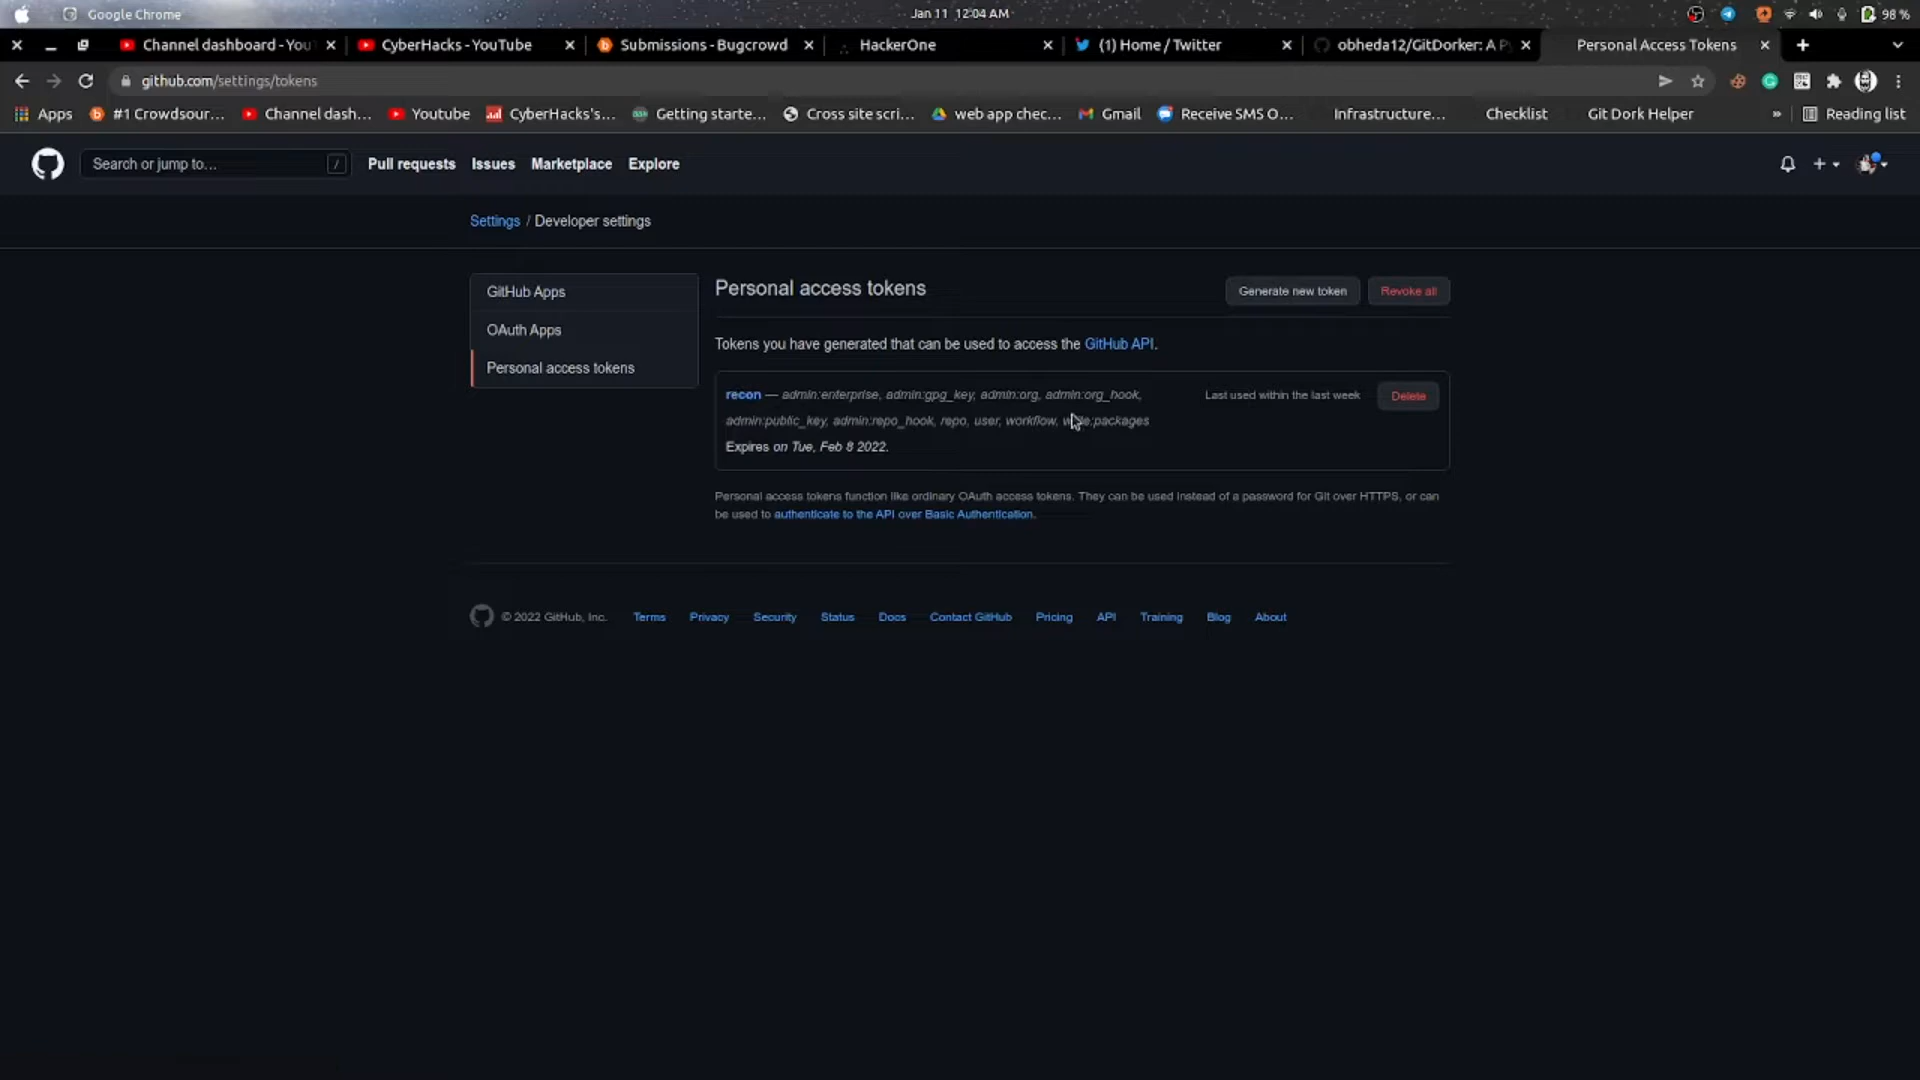 Google Chrome
Jan 11 12:04 AM
98 %
Channel dashboard - You
CyberHacks - YouTube
Submissions - Bugcrowd
HackerOne
(1) Home / Twitter
obheda12/GitDorker: A P
Personal Access Tokens
github.com/settings/tokens
Apps
#1 Crowdsour...
Channel dash...
Youtube
CyberHacks's...
Getting starte...
Cross site scri...
web app chec...
Gmail
Receive SMS O...
Infrastructure...
Checklist
Git Dork Helper
»
Reading list
Search or jump to...
/
Pull requests
Issues
Marketplace
Explore
Settings / Developer settings
GitHub Apps
OAuth Apps
Personal access tokens
Personal access tokens
Generate new token
Revoke all
Tokens you have generated that can be used to access the GitHub API.
recon — admin:enterprise, admin:gpg_key, admin:org, admin:org_hook,
admin:public_key, admin:repo_hook, repo, user, workflow, write:packages
Expires on Tue, Feb 8 2022.
Last used within the last week
Delete
Personal access tokens function like ordinary OAuth access tokens. They can be used instead of a password for Git over HTTPS, or can
be used to authenticate to the API over Basic Authentication.
© 2022 GitHub, Inc.
Terms
Privacy
Security
Status
Docs
Contact GitHub
Pricing
API
Training
Blog
About